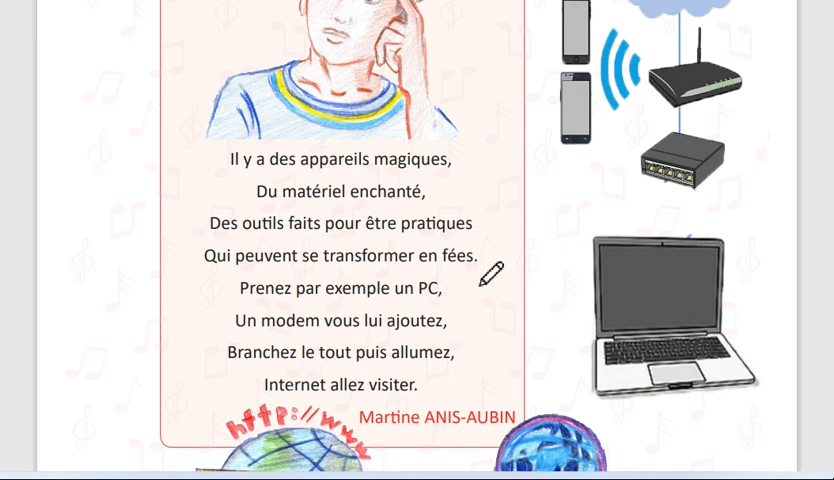 Il y a des appareils magiques,
Du matériel enchanté,
Des outils faits pour être pratiques
Qui peuvent se transformer en fées.
Prenez par exemple un PC,
Un modem vous lui ajoutez,
Branchez le tout puis allumez,
Internet allez visiter.
Martine ANIS-AUBIN
http://www